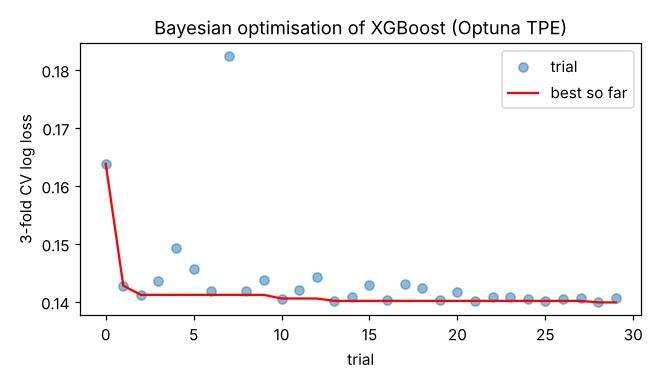 Bayesian optimisation of XGBoost (Optuna TPE)
trial
best so far
3-fold CV log loss
0.18
0.17
0.16
0.15
0.14
0
5
10
15
20
25
30
trial